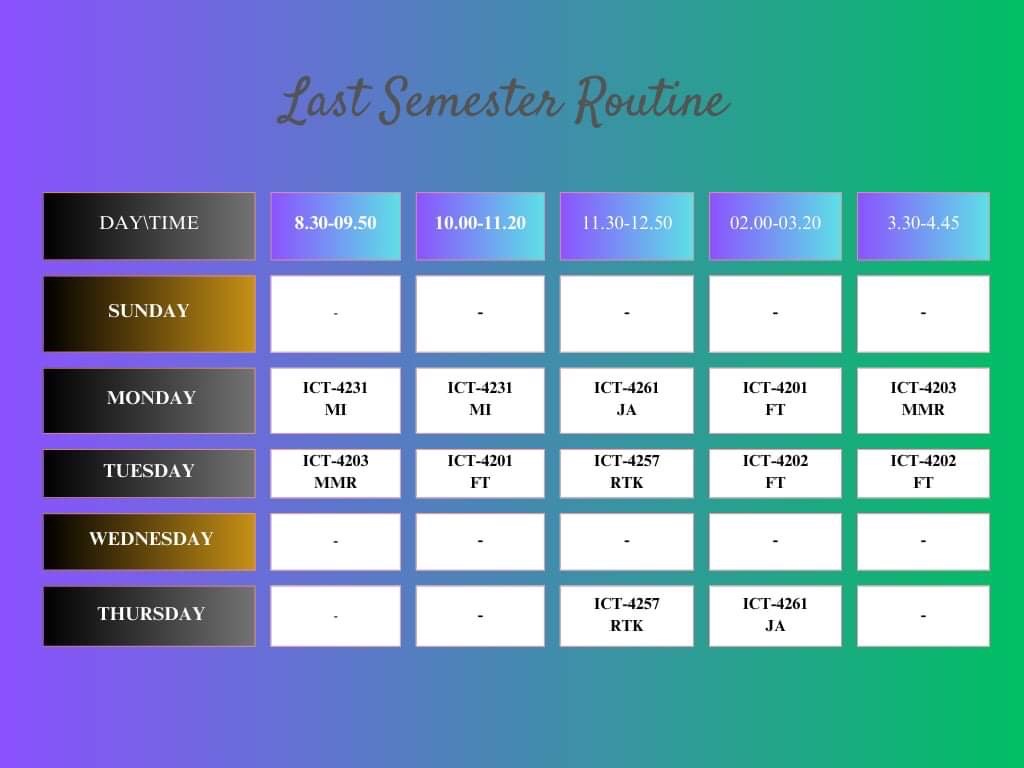 Last Semester Routine
DAY\TIME 8.30-09.50 10.00-11.20 11.30-12.50 02.00-03.20 3.30-4.45
SUNDAY - - - - -
MONDAY ICT-4231 ICT-4231 ICT-4261 ICT-4201 ICT-4203
MI MI JA FT MMR
TUESDAY ICT-4203 ICT-4201 ICT-4257 ICT-4202 ICT-4202
MMR FT RTK FT FT
WEDNESDAY - - - - -
THURSDAY - - ICT-4257 ICT-4261 -
RTK JA